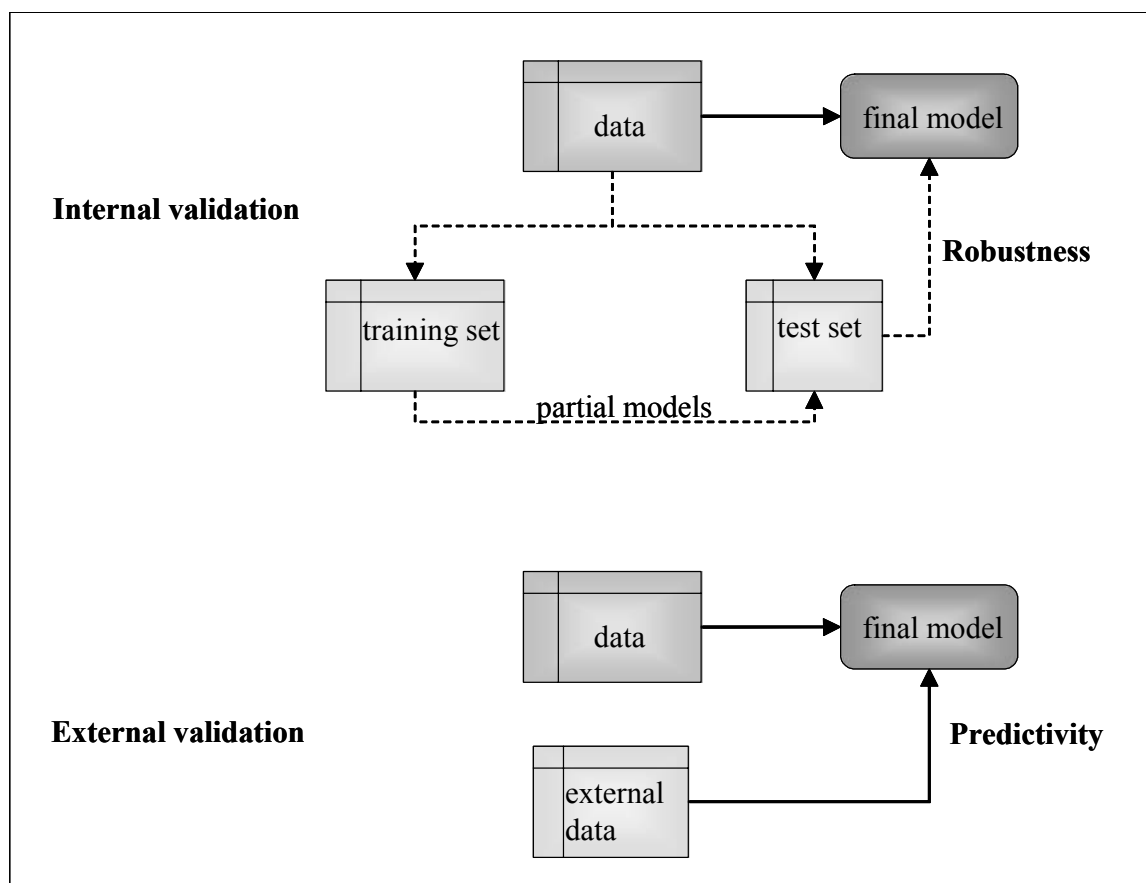 data
final model
Internal validation
Robustness
training set
test set
partial models
data
final model
External validation
Predictivity
external
data